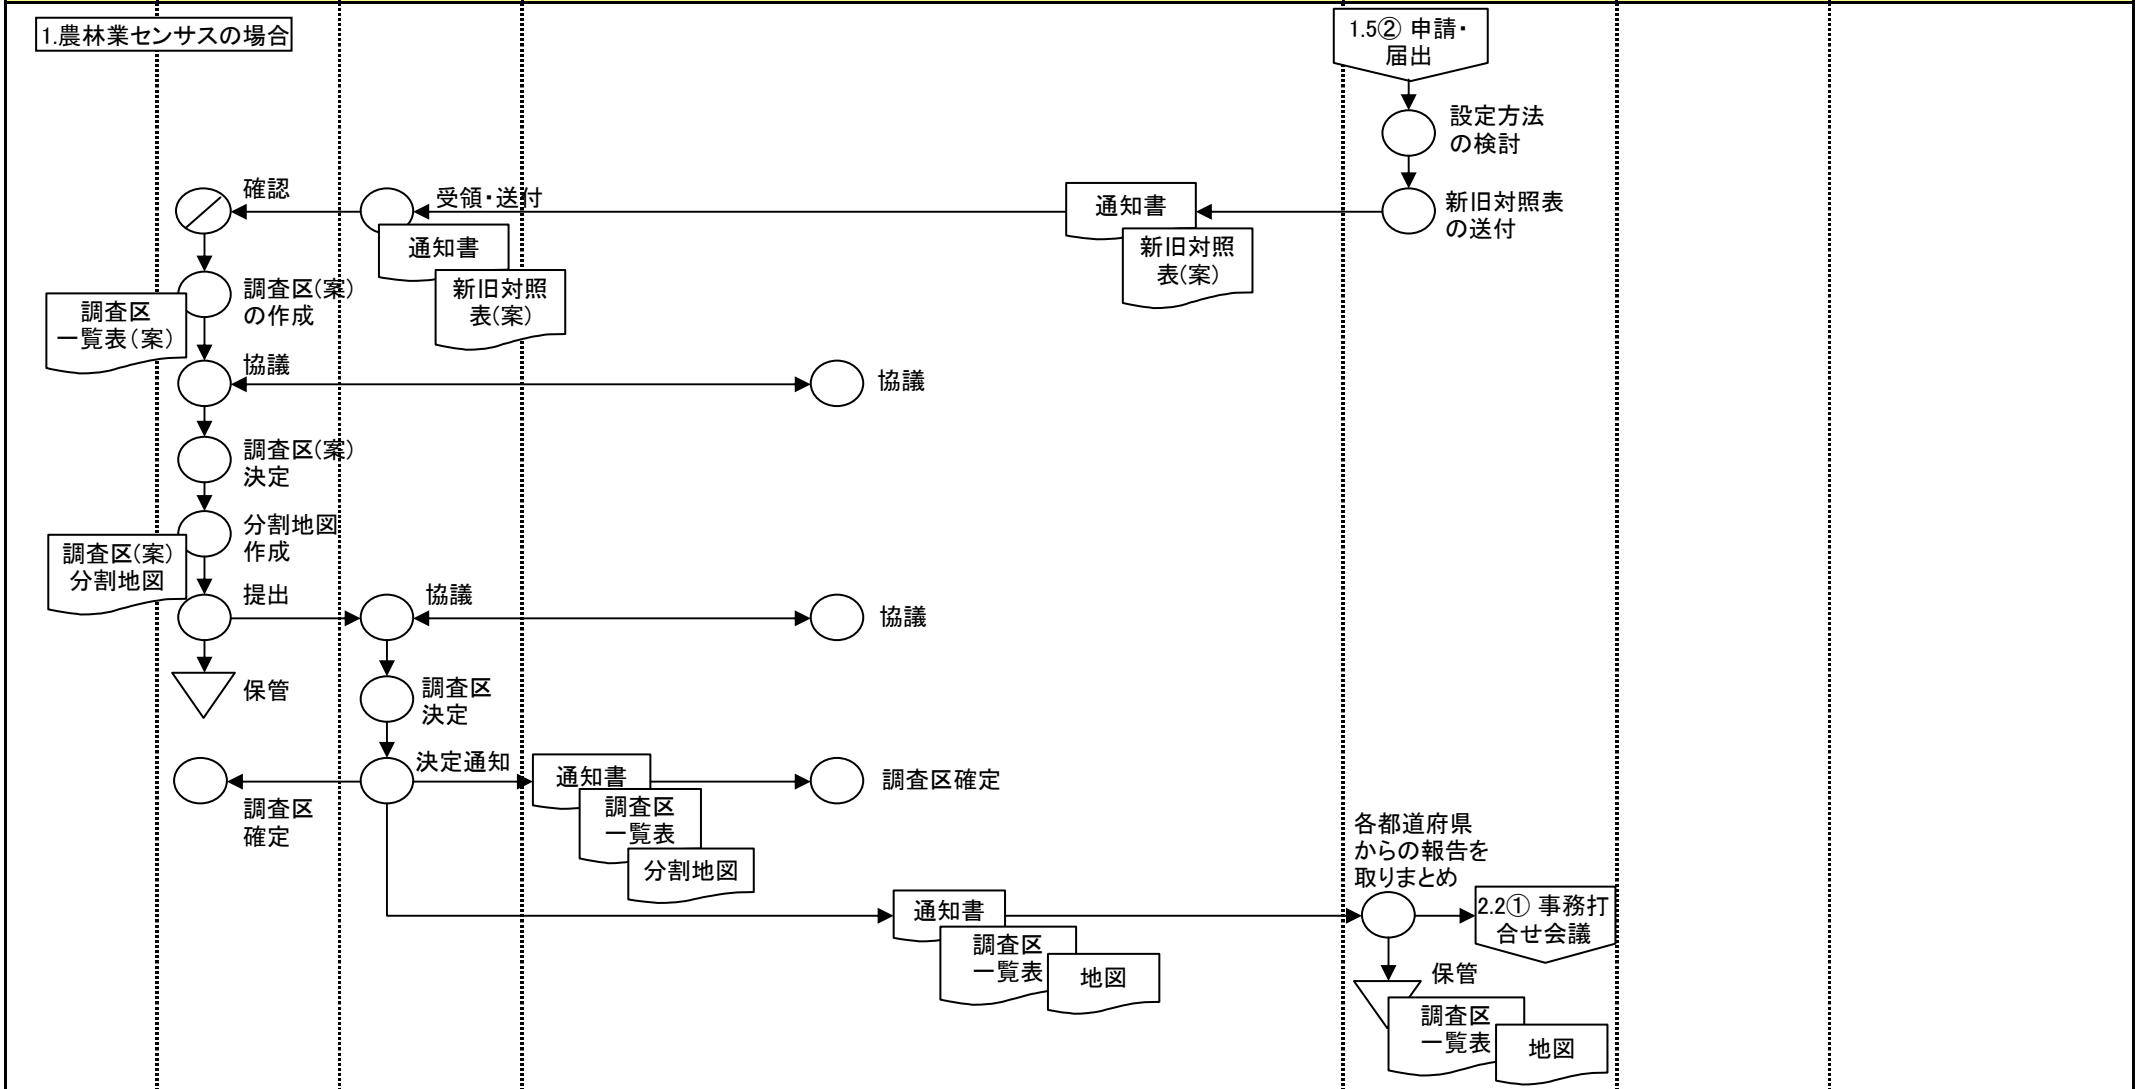 1.農林業センサスの場合
1.5② 申請・
届出
設定方法
の検討
確認
受領・送付
通知書
新旧対照表
の送付
通知書
新旧対照
表(案)
新旧対照
表(案)
調査区(案)
の作成
調査区
一覧表(案)
協議
協議
調査区(案)
決定
分割地図
作成
調査区(案)
分割地図
提出
協議
協議
保管
調査区
決定
決定通知
通知書
調査区確定
調査区
確定
調査区
一覧表
分割地図
各都道府県
からの報告を
取りまとめ
通知書
2.2① 事務打
合せ会議
調査区
一覧表
地図
保管
調査区
一覧表
地図